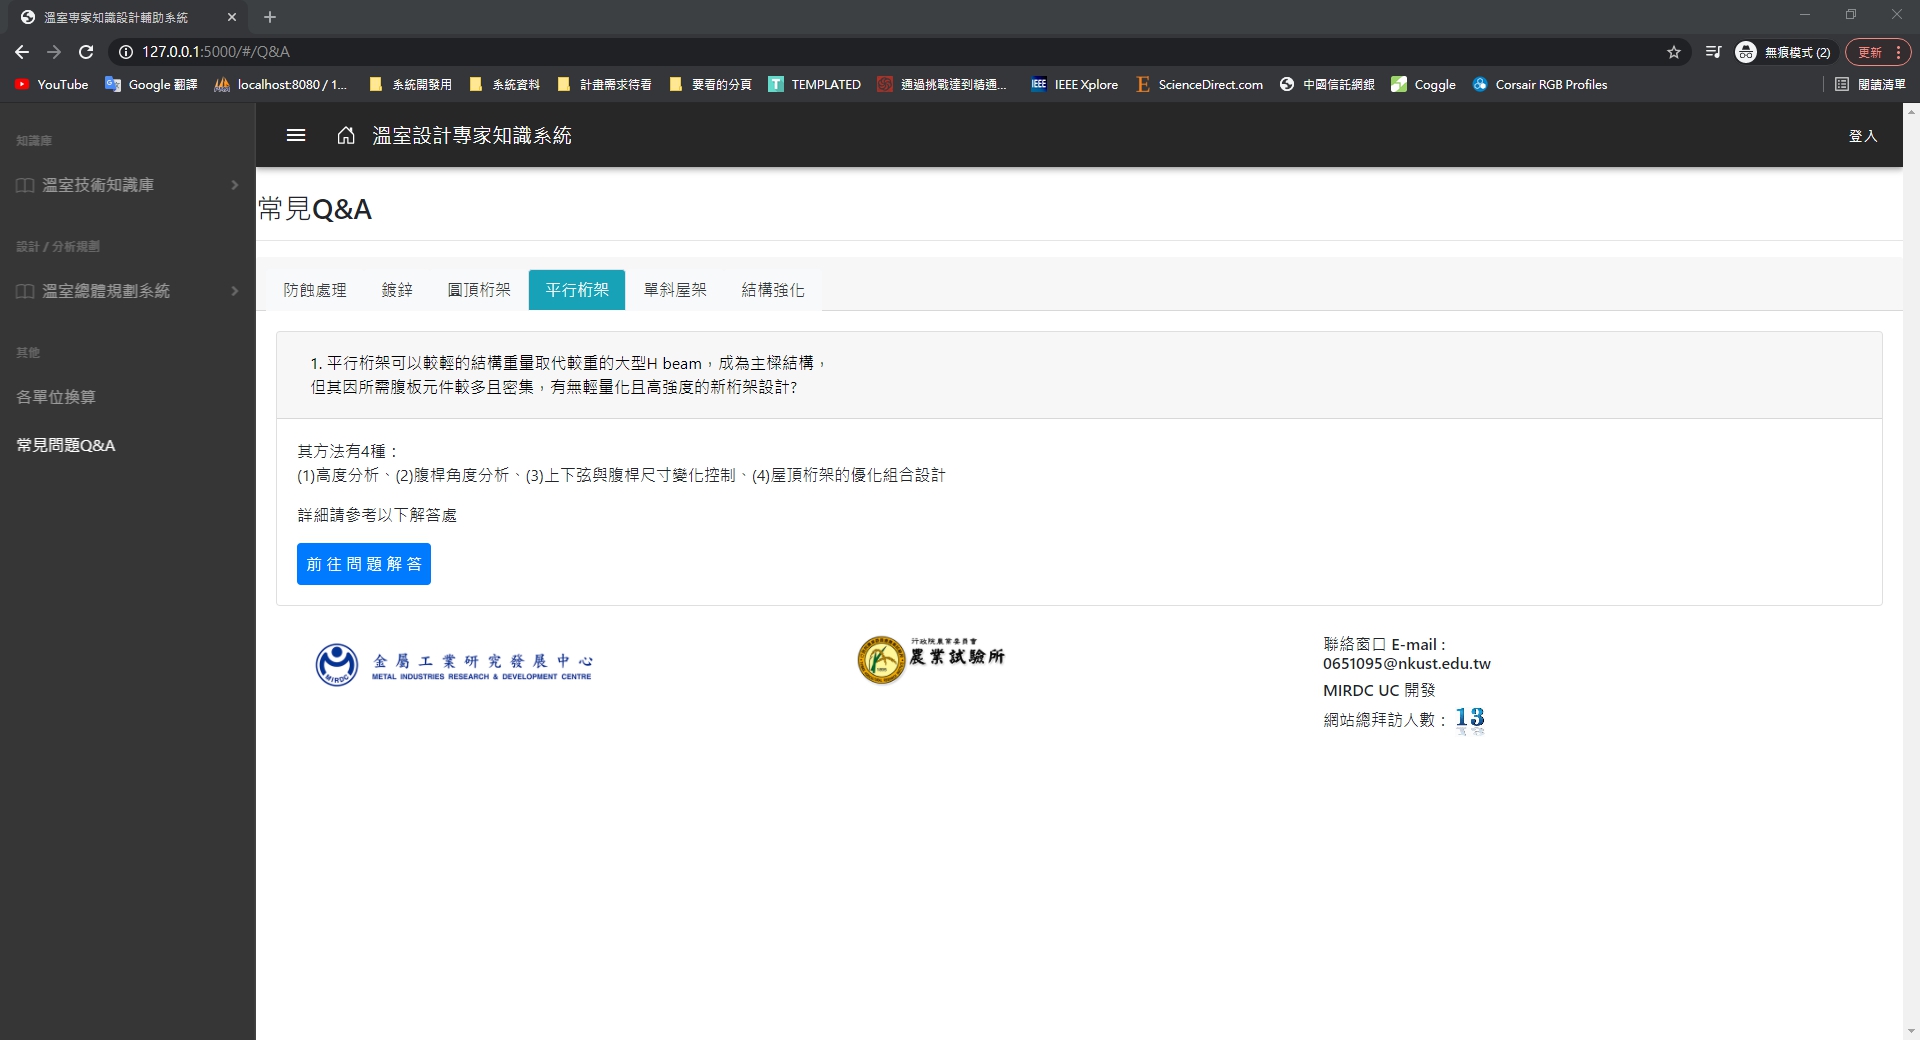 溫室專家知識設計輔助系統
127.0.0.1:5000/#/Q&A
無痕模式 (2)
更新
YouTube
Google 翻譯
localhost:8080 / 1...
系統開發用
系統資料
計畫需求待看
要看的分頁
TEMPLATED
通過挑戰達到精通...
IEEE Xplore
ScienceDirect.com
中國信託網銀
Coggle
Corsair RGB Profiles
閱讀清單
知識庫
溫室技術知識庫
設計 / 分析規劃
溫室總體規劃系統
其他
各單位換算
常見問題Q&A
溫室設計專家知識系統
登入
常見Q&A
防蝕處理
鍍鋅
圓頂桁架
平行桁架
單斜屋架
結構強化
1. 平行桁架可以較輕的結構重量取代較重的大型H beam，成為主樑結構，
但其因所需腹板元件較多且密集，有無輕量化且高強度的新桁架設計?
其方法有4種：
(1)高度分析、(2)腹桿角度分析、(3)上下弦與腹桿尺寸變化控制、(4)屋頂桁架的優化組合設計
詳細請參考以下解答處
前往問題解答
MIRDC
金屬工業研究發展中心
METAL INDUSTRIES RESEARCH & DEVELOPMENT CENTRE
行政院農業委員會
農業試驗所
聯絡窗口 E-mail :
0651095@nkust.edu.tw
MIRDC UC 開發
網站總拜訪人數： 13